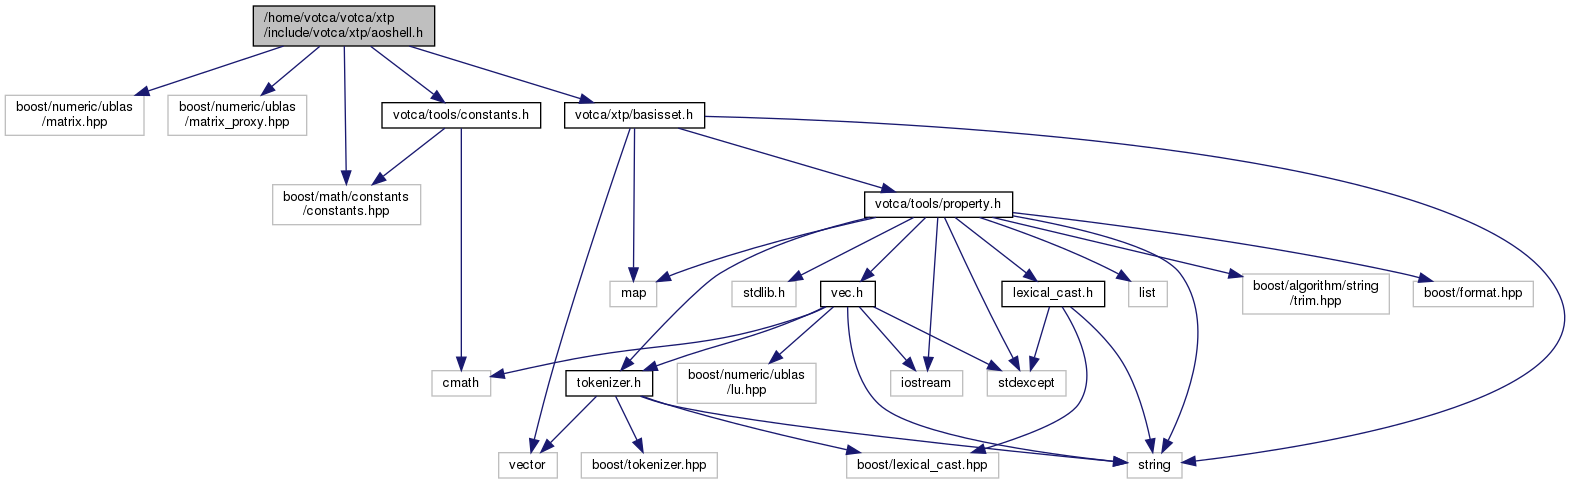 /home/votca/votca/xtp
/include/votca/xtp/aoshell.h
boost/numeric/ublas
/matrix.hpp
boost/numeric/ublas
/matrix_proxy.hpp
votca/tools/constants.h
votca/xtp/basisset.h
boost/math/constants
/constants.hpp
votca/tools/property.h
map
stdlib.h
vec.h
lexical_cast.h
list
boost/algorithm/string
/trim.hpp
boost/format.hpp
cmath
tokenizer.h
boost/numeric/ublas
/lu.hpp
iostream
stdexcept
vector
boost/tokenizer.hpp
boost/lexical_cast.hpp
string